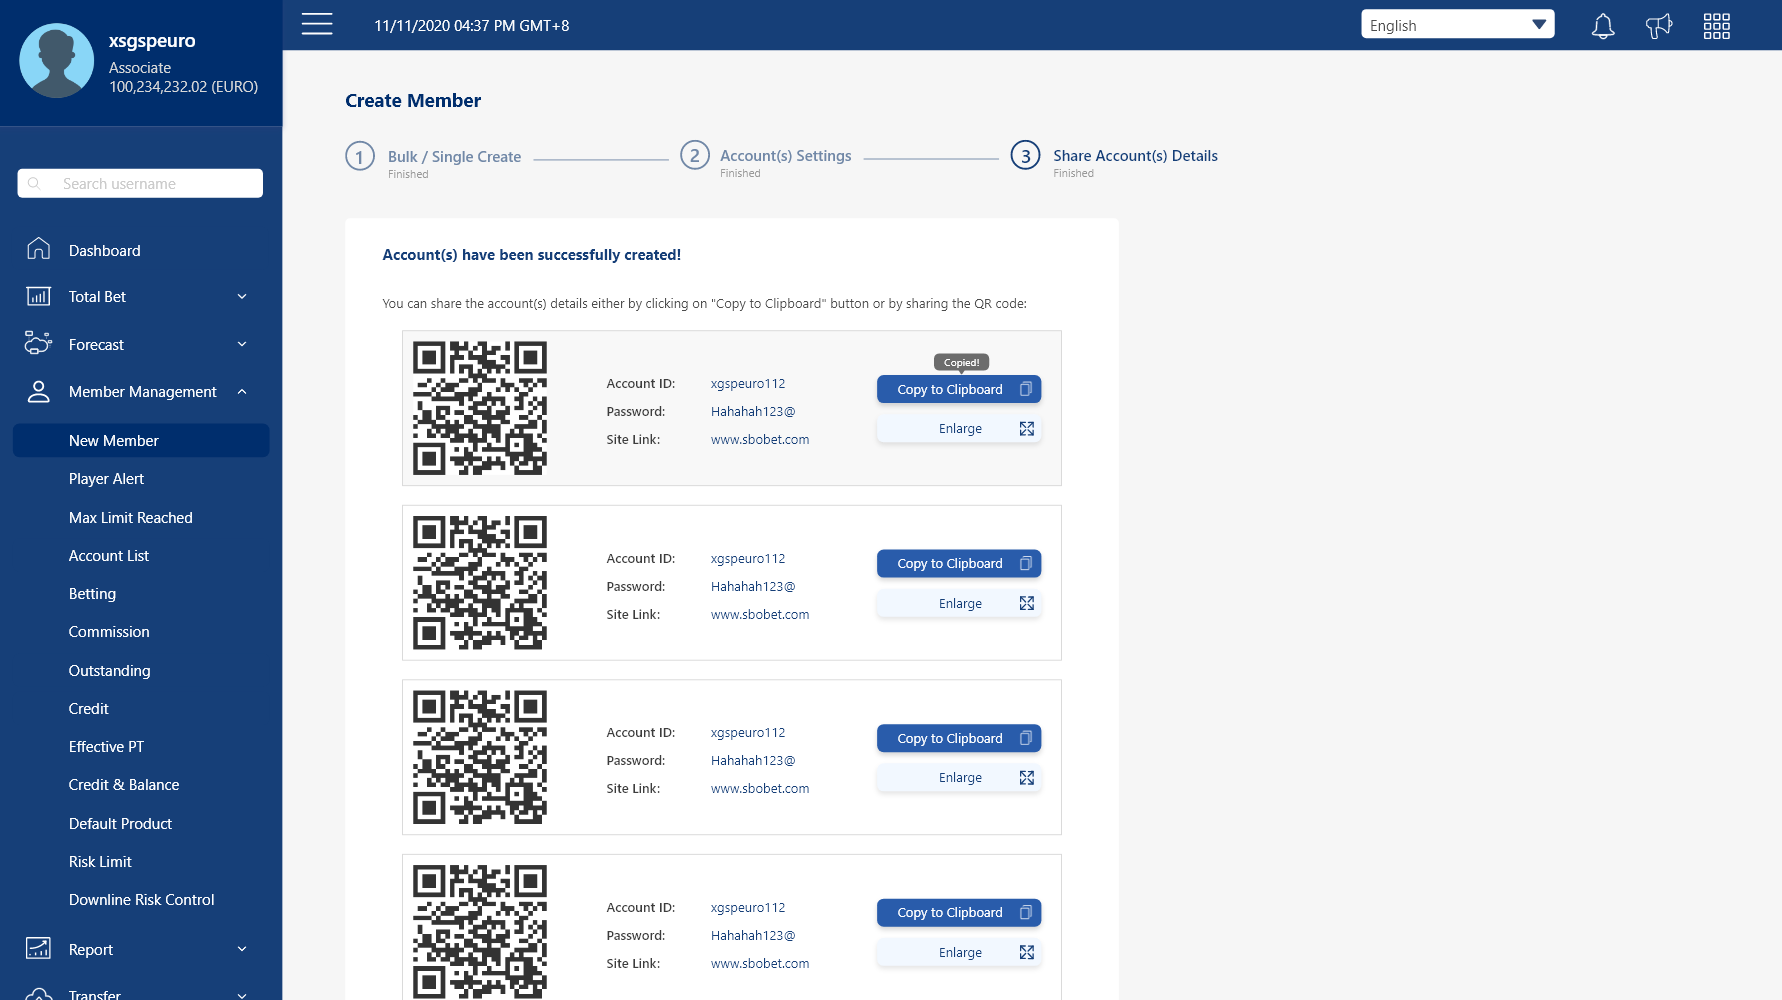 xsgspeuro
Associate
100,234,232.02 (EURO)
Search username
Dashboard
Total Bet
Forecast
Member Management
New Member
Player Alert
Max Limit Reached
Account List
Betting
Commission
Outstanding
Credit
Effective PT
Credit & Balance
Default Product
Risk Limit
Downline Risk Control
Report
Transfer
11/11/2020 04:37 PM GMT+8
English
Create Member
1 Bulk / Single Create
Finished
2 Account(s) Settings
Finished
3 Share Account(s) Details
Finished
Account(s) have been successfully created!
You can share the account(s) details either by clicking on "Copy to Clipboard" button or by sharing the QR code:
Account ID: xgspeuro112
Password: Hahahah123@
Site Link: www.sbobet.com
Copied!
Copy to Clipboard
Enlarge
Account ID: xgspeuro112
Password: Hahahah123@
Site Link: www.sbobet.com
Copy to Clipboard
Enlarge
Account ID: xgspeuro112
Password: Hahahah123@
Site Link: www.sbobet.com
Copy to Clipboard
Enlarge
Account ID: xgspeuro112
Password: Hahahah123@
Site Link: www.sbobet.com
Copy to Clipboard
Enlarge